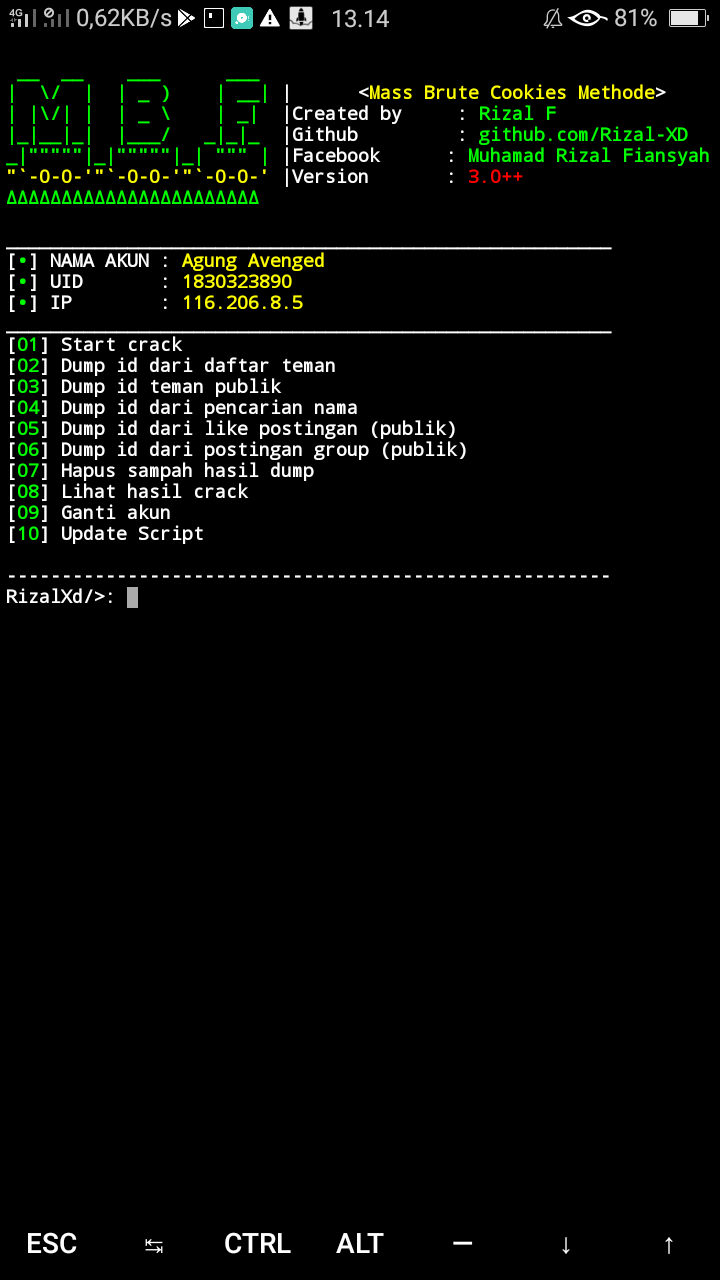 4G 0,62KB/s 13.14 81%
<Mass Brute Cookies Methode>
|Created by : Rizal F
|Github : github.com/Rizal-XD
|Facebook : Muhamad Rizal Fiansyah
|Version : 3.0++
[•] NAMA AKUN : Agung Avenged
[•] UID : 1830323890
[•] IP : 116.206.8.5
[01] Start crack
[02] Dump id dari daftar teman
[03] Dump id teman publik
[04] Dump id dari pencarian nama
[05] Dump id dari like postingan (publik)
[06] Dump id dari postingan group (publik)
[07] Hapus sampah hasil dump
[08] Lihat hasil crack
[09] Ganti akun
[10] Update Script
-------------------------------------------------------
RizalXd/>:
ESC ↹ CTRL ALT — ↓ ↑